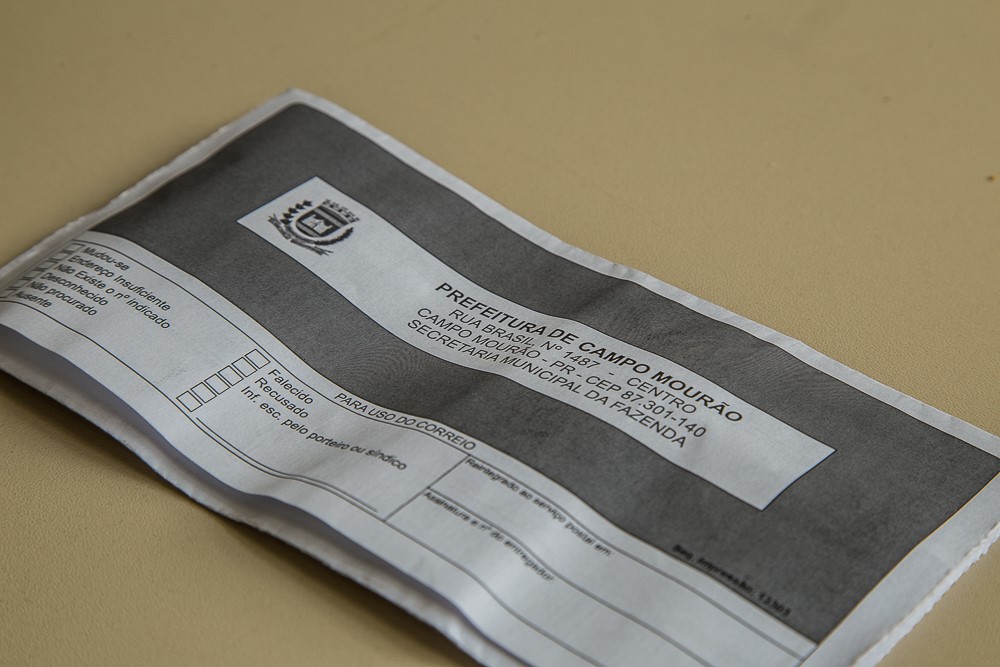 PREFEITURA DE CAMPO MOURÃO
RUA BRASIL Nº 1487 - CENTRO
CAMPO MOURÃO - PR - CEP 87.301-140
SECRETARIA MUNICIPAL DA FAZENDA
Mudou-se
Endereço Insuficiente
Não Existe o nº indicado
Desconhecido
Não procurado
Ausente
Falecido
Recusado
Inf. esc. pelo porteiro ou síndico
PARA USO DO CORREIO
Reintegrado ao serviço postal em:
Assinatura e nº do entregador:
Seq. Impressão: